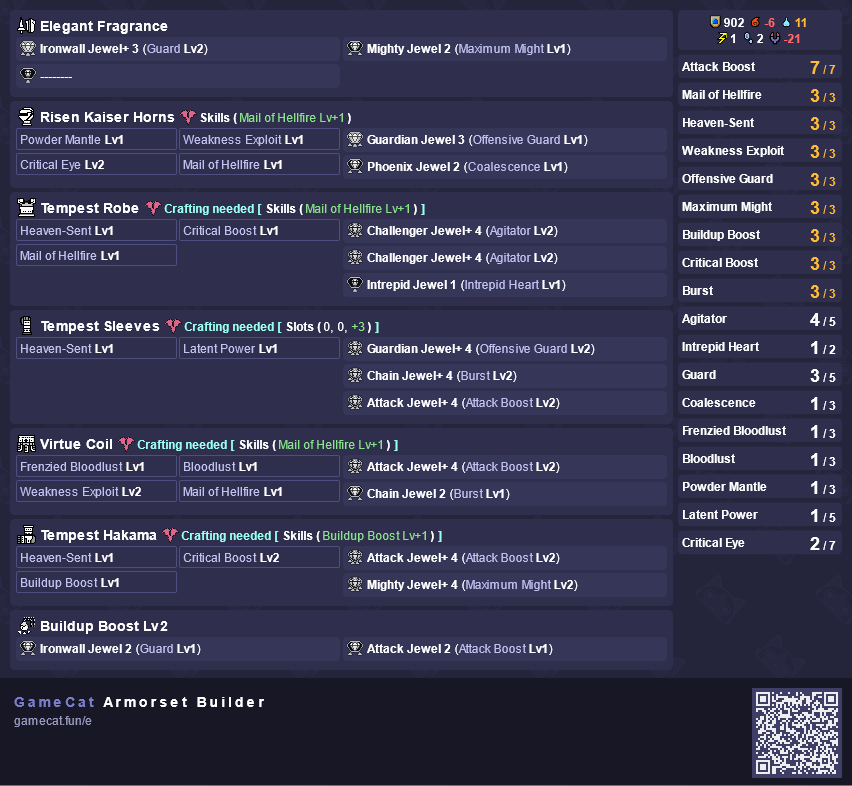 Elegant Fragrance
Ironwall Jewel+ 3 (Guard Lv2)
Mighty Jewel 2 (Maximum Might Lv1)
--------
Risen Kaiser Horns Skills ( Mail of Hellfire Lv+1 )
Powder Mantle Lv1
Weakness Exploit Lv1
Guardian Jewel 3 (Offensive Guard Lv1)
Critical Eye Lv2
Mail of Hellfire Lv1
Phoenix Jewel 2 (Coalescence Lv1)
Tempest Robe Crafting needed [ Skills ( Mail of Hellfire Lv+1 ) ]
Heaven-Sent Lv1
Critical Boost Lv1
Challenger Jewel+ 4 (Agitator Lv2)
Mail of Hellfire Lv1
Challenger Jewel+ 4 (Agitator Lv2)
Intrepid Jewel 1 (Intrepid Heart Lv1)
Tempest Sleeves Crafting needed [ Slots ( 0, 0, +3 ) ]
Heaven-Sent Lv1
Latent Power Lv1
Guardian Jewel+ 4 (Offensive Guard Lv2)
Chain Jewel+ 4 (Burst Lv2)
Attack Jewel+ 4 (Attack Boost Lv2)
Virtue Coil Crafting needed [ Skills ( Mail of Hellfire Lv+1 ) ]
Frenzied Bloodlust Lv1
Bloodlust Lv1
Attack Jewel+ 4 (Attack Boost Lv2)
Weakness Exploit Lv2
Mail of Hellfire Lv1
Chain Jewel 2 (Burst Lv1)
Tempest Hakama Crafting needed [ Skills ( Buildup Boost Lv+1 ) ]
Heaven-Sent Lv1
Critical Boost Lv2
Attack Jewel+ 4 (Attack Boost Lv2)
Buildup Boost Lv1
Mighty Jewel+ 4 (Maximum Might Lv2)
Buildup Boost Lv2
Ironwall Jewel 2 (Guard Lv1)
Attack Jewel 2 (Attack Boost Lv1)
902 -6 11
1 2 -21
Attack Boost 7 / 7
Mail of Hellfire 3 / 3
Heaven-Sent 3 / 3
Weakness Exploit 3 / 3
Offensive Guard 3 / 3
Maximum Might 3 / 3
Buildup Boost 3 / 3
Critical Boost 3 / 3
Burst 3 / 3
Agitator 4 / 5
Intrepid Heart 1 / 2
Guard 3 / 5
Coalescence 1 / 3
Frenzied Bloodlust 1 / 3
Bloodlust 1 / 3
Powder Mantle 1 / 3
Latent Power 1 / 5
Critical Eye 2 / 7
GameCat Armorset Builder
gamecat.fun/e